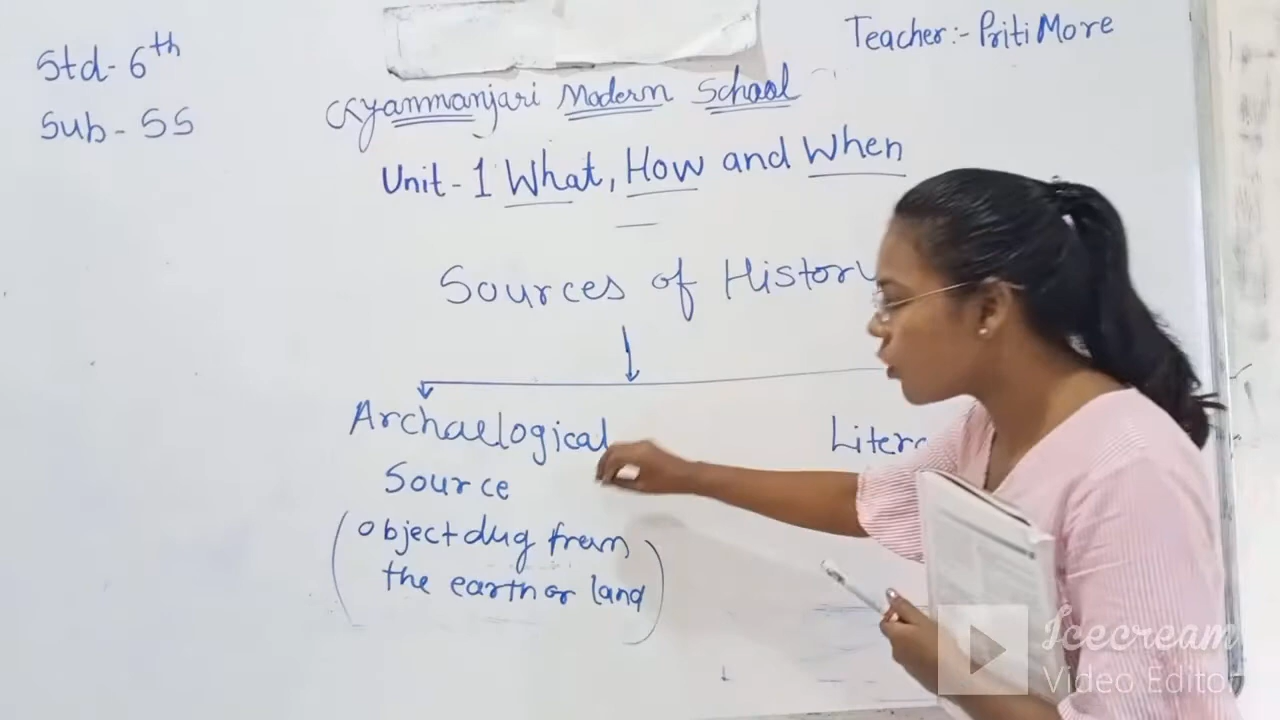 Std- 6th
Sub - SS
Teacher:- Priti More
Gyanmanjari Modern School
Unit - 1 What, How and When
Sources of History
Archaelogical
Source
(object dug from
the earth or land)
Litera
Icecream
Video Editor